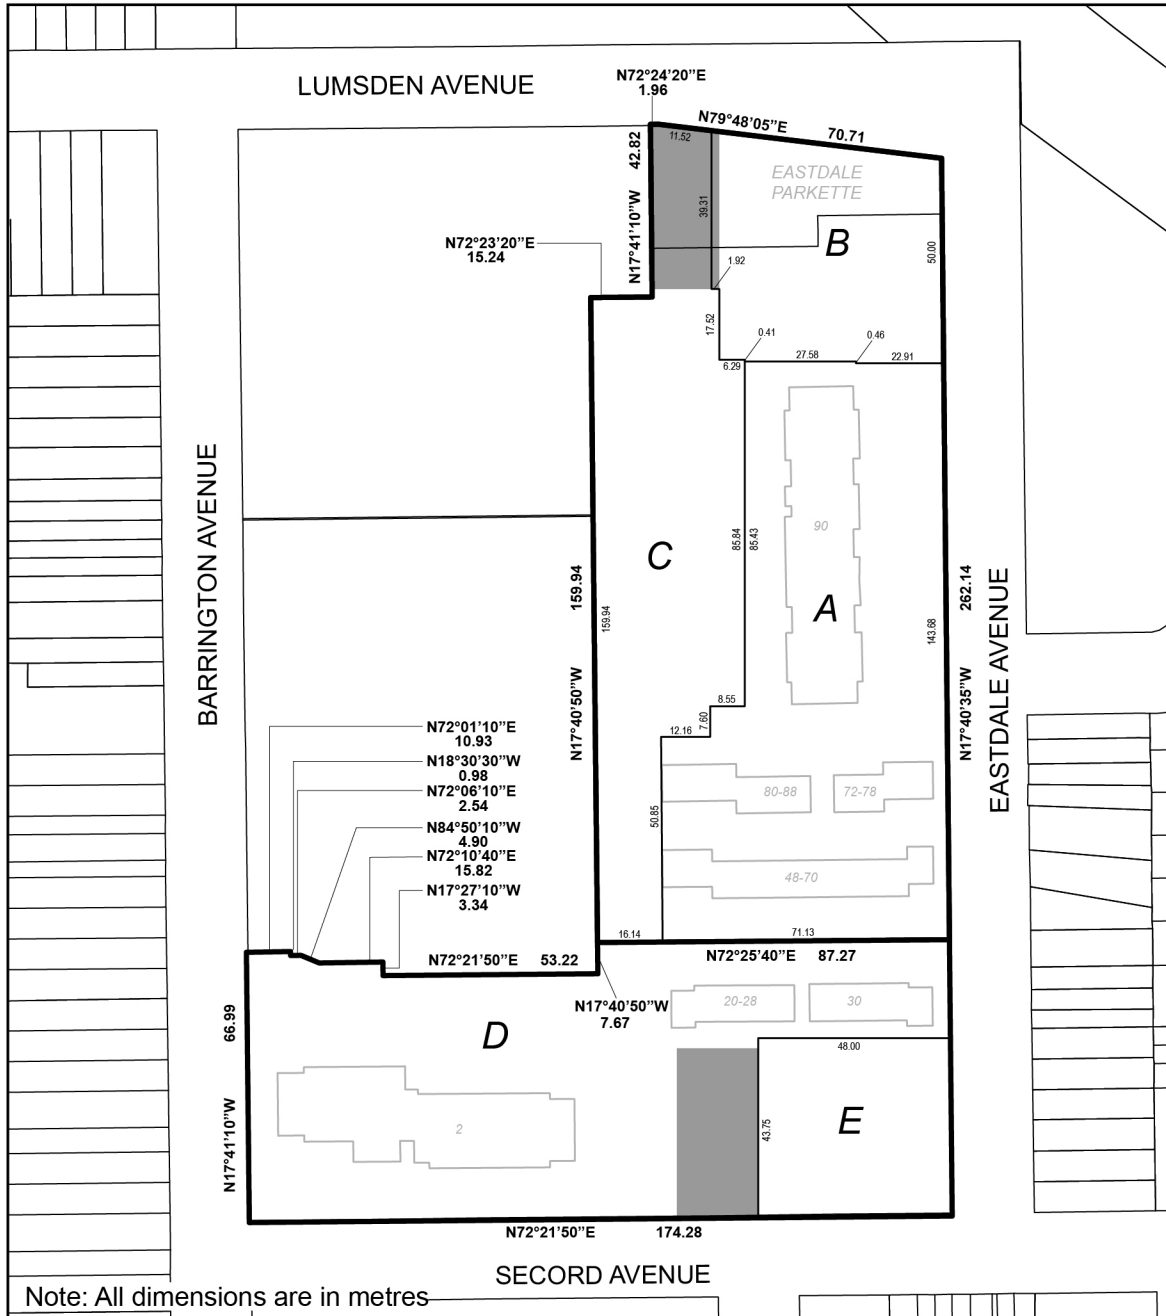 LUMSDEN AVENUE
N72°24'20"E
1.96
N79°48'05"E 70.71
11.52
42.82
N17°41'10"W
39.31
EASTDALE
PARKETTE
B
50.00
N72°23'20"E
15.24
1.92
17.52
0.41
0.46
6.29
27.58
22.91
BARRINGTON AVENUE
C
85.84
85.43
90
A
159.94
159.94
N17°40'50"W
143.68
262.14
N17°40'35"W
EASTDALE AVENUE
8.55
7.60
12.16
N72°01'10"E
10.93
N18°30'30"W
0.98
N72°06'10"E
2.54
N84°50'10"W
4.90
N72°10'40"E
15.82
N17°27'10"W
3.34
80-88
72-78
50.85
48-70
16.14
71.13
N72°21'50"E 53.22
N72°25'40"E 87.27
N17°40'50"W
7.67
20-28
30
66.99
N17°41'10"W
D
48.00
2
43.75
E
N72°21'50"E 174.28
SECORD AVENUE
Note: All dimensions are in metres